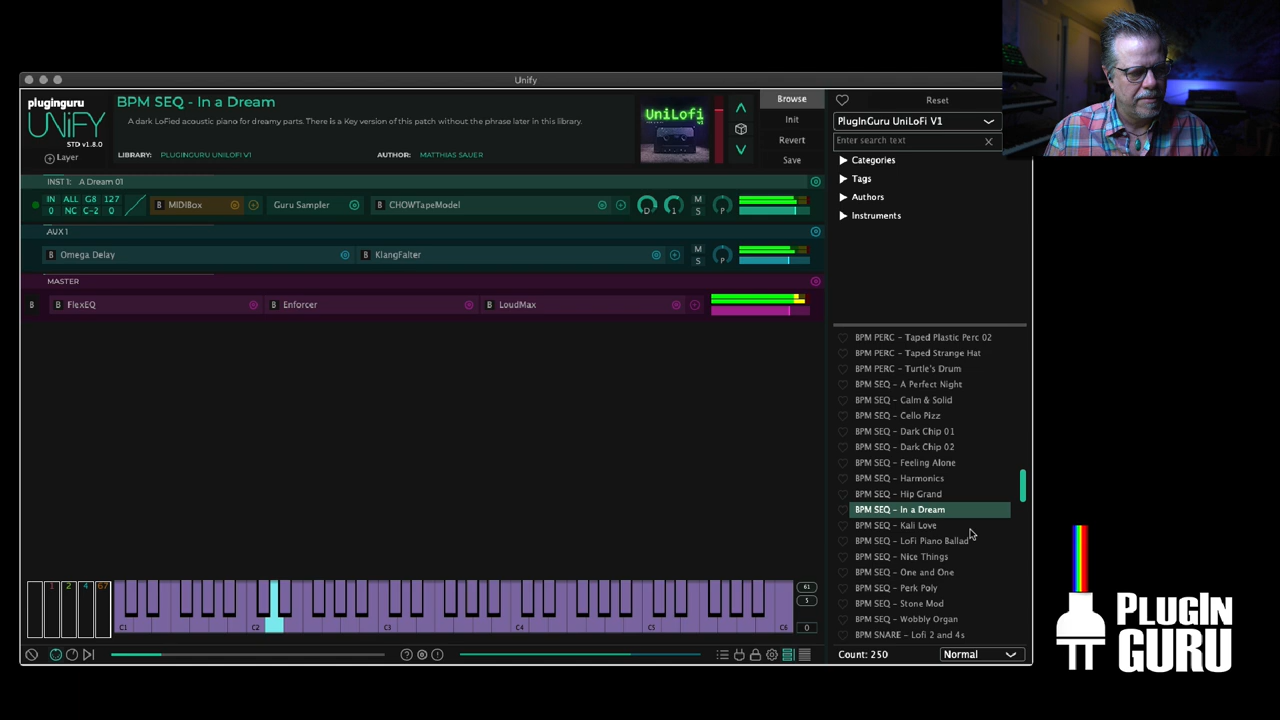 Unify
pluginguru
UNIFY
STD v1.8.0
Layer
BPM SEQ - In a Dream
A dark LoFied acoustic piano for dreamy parts. There is a Key version of this patch without the phrase later in this library.
LIBRARY: PLUGINGURU UNILOFI V1
AUTHOR: MATTHIAS SAUER
UniLofi
V1
Browse
Init
Revert
Save
Reset
PlugInGuru UniLoFi V1
Enter search text
Categories
Tags
Authors
Instruments
INST 1: A Dream 01
IN ALL G8 127
0 NC C-2 0
B MIDIBox
Guru Sampler
B CHOWTapeModel
D
1
M
S
P
AUX 1
B Omega Delay
B KlangFalter
M
S
P
MASTER
B
B FlexEQ
B Enforcer
B LoudMax
BPM PERC - Taped Plastic Perc 02
BPM PERC - Taped Strange Hat
BPM PERC - Turtle's Drum
BPM SEQ - A Perfect Night
BPM SEQ - Calm & Solid
BPM SEQ - Cello Pizz
BPM SEQ - Dark Chip 01
BPM SEQ - Dark Chip 02
BPM SEQ - Feeling Alone
BPM SEQ - Harmonics
BPM SEQ - Hip Grand
BPM SEQ - In a Dream
BPM SEQ - Kali Love
BPM SEQ - LoFi Piano Ballad
BPM SEQ - Nice Things
BPM SEQ - One and One
BPM SEQ - Perk Poly
BPM SEQ - Stone Mod
BPM SEQ - Wobbly Organ
BPM SNARE - Lofi 2 and 4s
1 2 4 67
C1 C2 C3 C4 C5 C6
61
5
0
Count: 250
Normal
PLUGIN
GURU